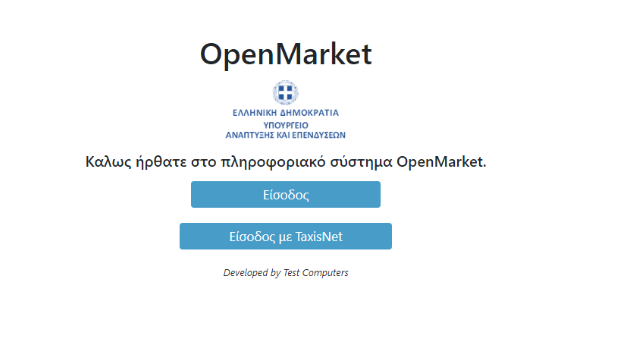 OpenMarket
ΕΛΛΗΝΙΚΗ ΔΗΜΟΚΡΑΤΙΑ
ΥΠΟΥΡΓΕΙΟ
ΑΝΑΠΤΥΞΗΣ ΚΑΙ ΕΠΕΝΔΥΣΕΩΝ
Καλως ήρθατε στο πληροφοριακό σύστημα OpenMarket.
Είσοδος
Είσοδος με TaxisNet
Developed by Test Computers